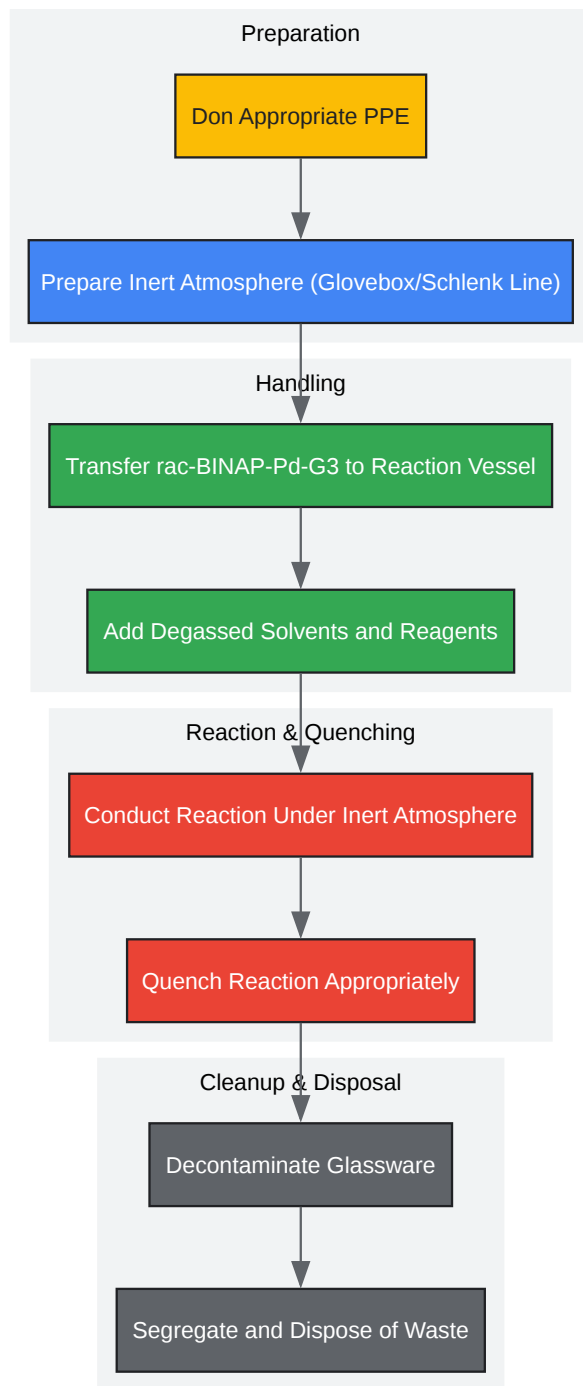 Preparation
Don Appropriate PPE
Prepare Inert Atmosphere (Glovebox/Schlenk Line)
Handling
Transfer rac-BINAP-Pd-G3 to Reaction Vessel
Add Degassed Solvents and Reagents
Reaction & Quenching
Conduct Reaction Under Inert Atmosphere
Quench Reaction Appropriately
Cleanup & Disposal
Decontaminate Glassware
Segregate and Dispose of Waste